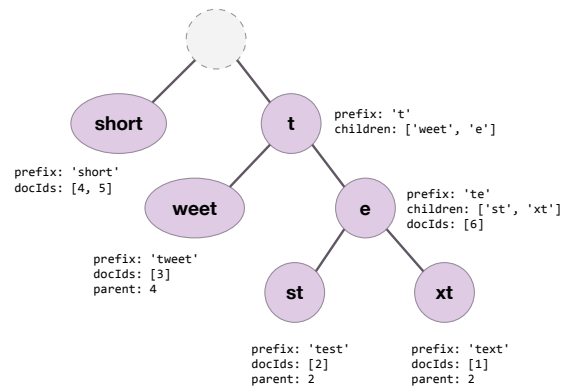 short
t
prefix: 't'
children: ['weet', 'e']
prefix: 'short'
docIds: [4, 5]
weet
e
prefix: 'te'
children: ['st', 'xt']
docIds: [6]
prefix: 'tweet'
docIds: [3]
parent: 4
st
xt
prefix: 'test'
docIds: [2]
parent: 2
prefix: 'text'
docIds: [1]
parent: 2